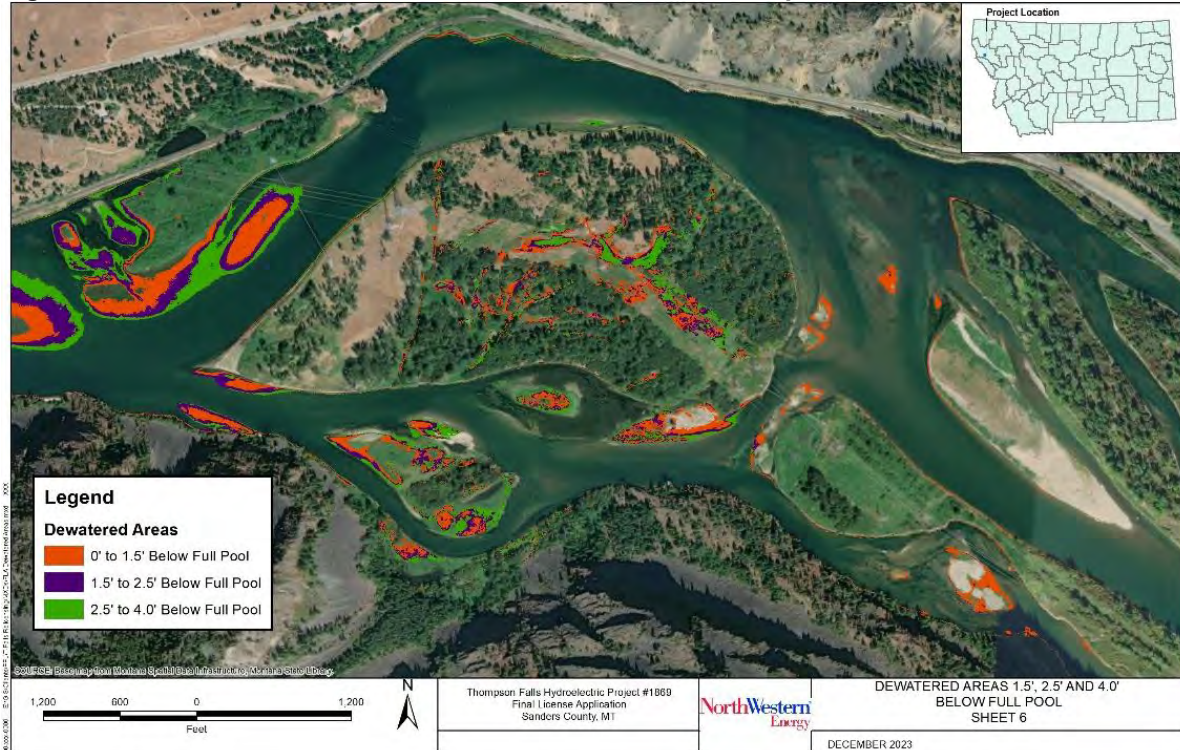 Project Location
Legend
Dewatered Areas
0' to 1.5' Below Full Pool
1.5' to 2.5' Below Full Pool
2.5' to 4.0' Below Full Pool
SOURCE: Base map from Montana Spatial Data Infrastructure, Montana State Library.
1,200 600 0 1,200
Feet
N
Thompson Falls Hydroelectric Project #1869
Final License Application
Sanders County, MT
NorthWestern
Energy
DEWATERED AREAS 1.5', 2.5' AND 4.0'
BELOW FULL POOL
SHEET 6
DECEMBER 2023